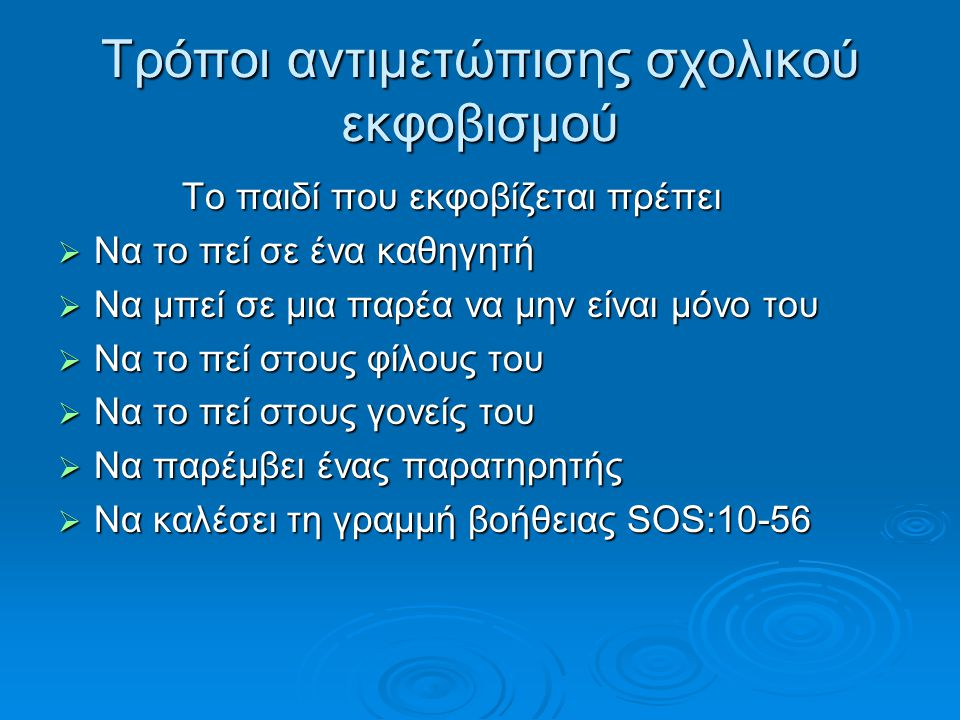 Τρόποι αντιμετώπισης σχολικού
εκφοβισμού
Το παιδί που εκφοβίζεται πρέπει
Να το πεί σε ένα καθηγητή
Να μπεί σε μια παρέα να μην είναι μόνο του
Να το πεί στους φίλους του
Να το πεί στους γονείς του
Να παρέμβει ένας παρατηρητής
Να καλέσει τη γραμμή βοήθειας SOS:10-56